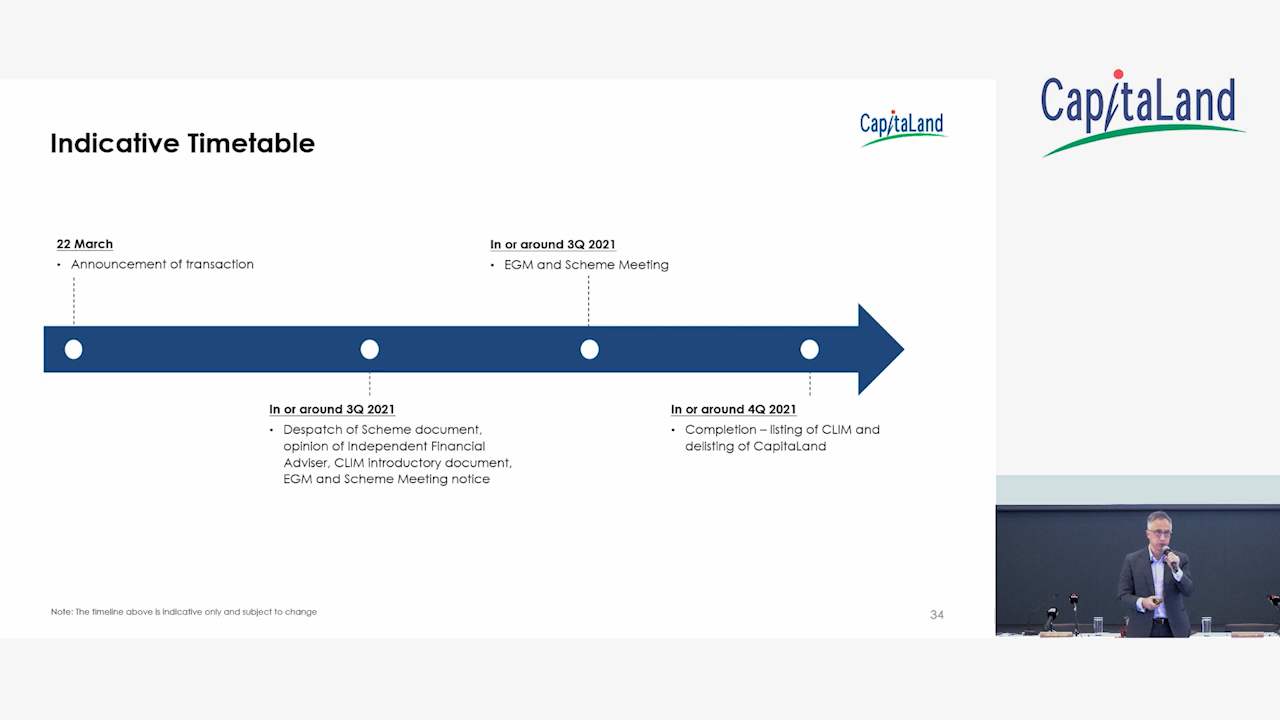 CapitaLand
CapitaLand
Indicative Timetable
22 March
• Announcement of transaction
In or around 3Q 2021
• EGM and Scheme Meeting
In or around 3Q 2021
• Despatch of Scheme document,
opinion of Independent Financial
Adviser, CLIM introductory document,
EGM and Scheme Meeting notice
In or around 4Q 2021
• Completion – listing of CLIM and
delisting of CapitaLand
Note: The timeline above is indicative only and subject to change
34